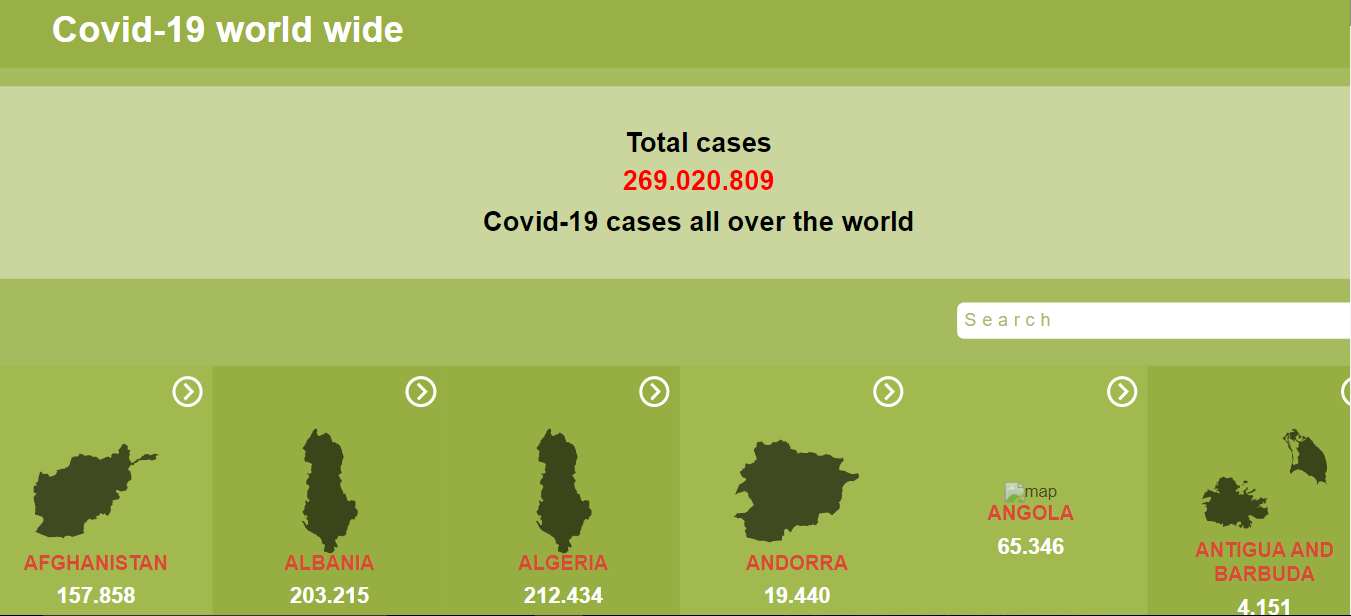 Covid-19 world wide
Total cases
269.020.809
Covid-19 cases all over the world
Search
map
AFGHANISTAN
157.858
ALBANIA
203.215
ALGERIA
212.434
ANDORRA
19.440
ANGOLA
65.346
ANTIGUA AND
BARBUDA
4.151